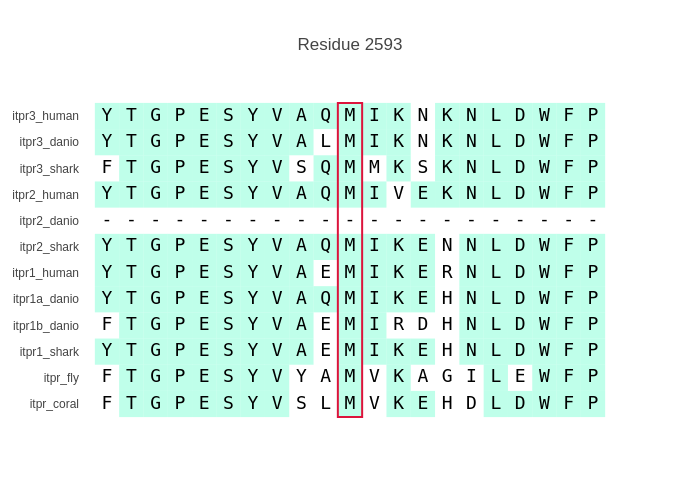 Residue 2593
itpr3_human Y T G P E S Y V A Q M I K N K N L D W F P
itpr3_danio Y T G P E S Y V A L M I K N K N L D W F P
itpr3_shark F T G P E S Y V S Q M M K S K N L D W F P
itpr2_human Y T G P E S Y V A Q M I V E K N L D W F P
itpr2_danio - - - - - - - - - - - - - - - - - - - - -
itpr2_shark Y T G P E S Y V A Q M I K E N N L D W F P
itpr1_human Y T G P E S Y V A E M I K E R N L D W F P
itpr1a_danio Y T G P E S Y V A Q M I K E H N L D W F P
itpr1b_danio F T G P E S Y V A E M I R D H N L D W F P
itpr1_shark Y T G P E S Y V A E M I K E H N L D W F P
itpr_fly F T G P E S Y V Y A M V K A G I L E W F P
itpr_coral F T G P E S Y V S L M V K E H D L D W F P